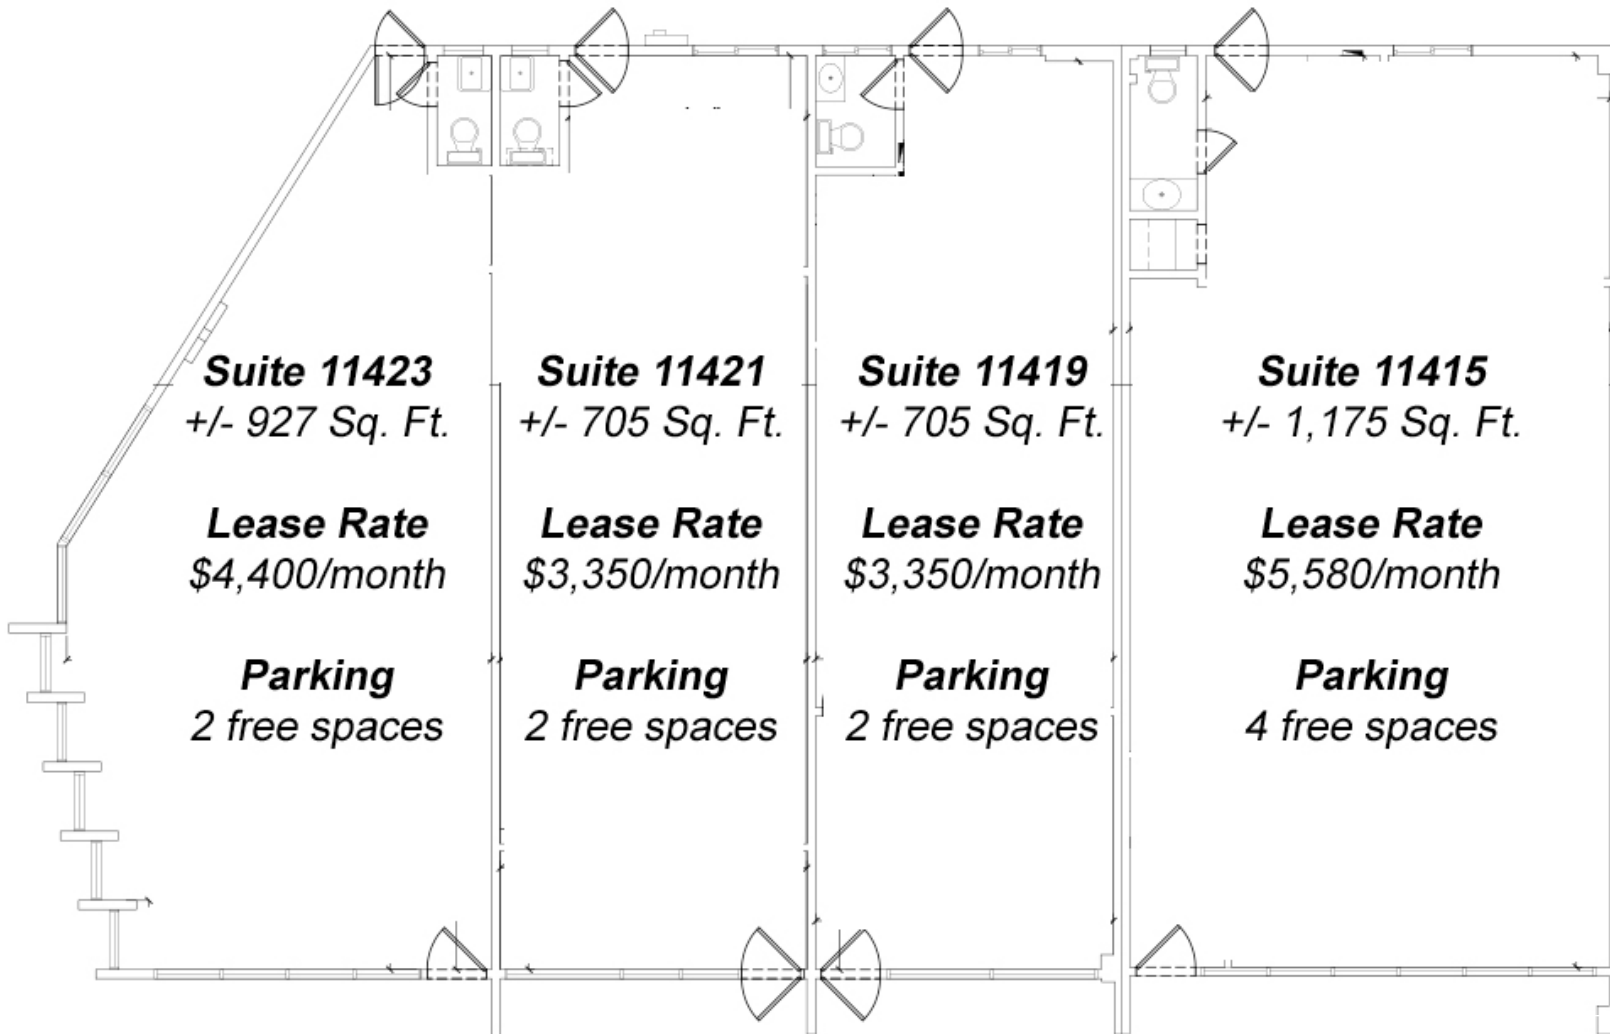 Suite 11423
+/- 927 Sq. Ft.
Lease Rate
$4,400/month
Parking
2 free spaces
Suite 11421
+/- 705 Sq. Ft.
Lease Rate
$3,350/month
Parking
2 free spaces
Suite 11419
+/- 705 Sq. Ft.
Lease Rate
$3,350/month
Parking
2 free spaces
Suite 11415
+/- 1,175 Sq. Ft.
Lease Rate
$5,580/month
Parking
4 free spaces